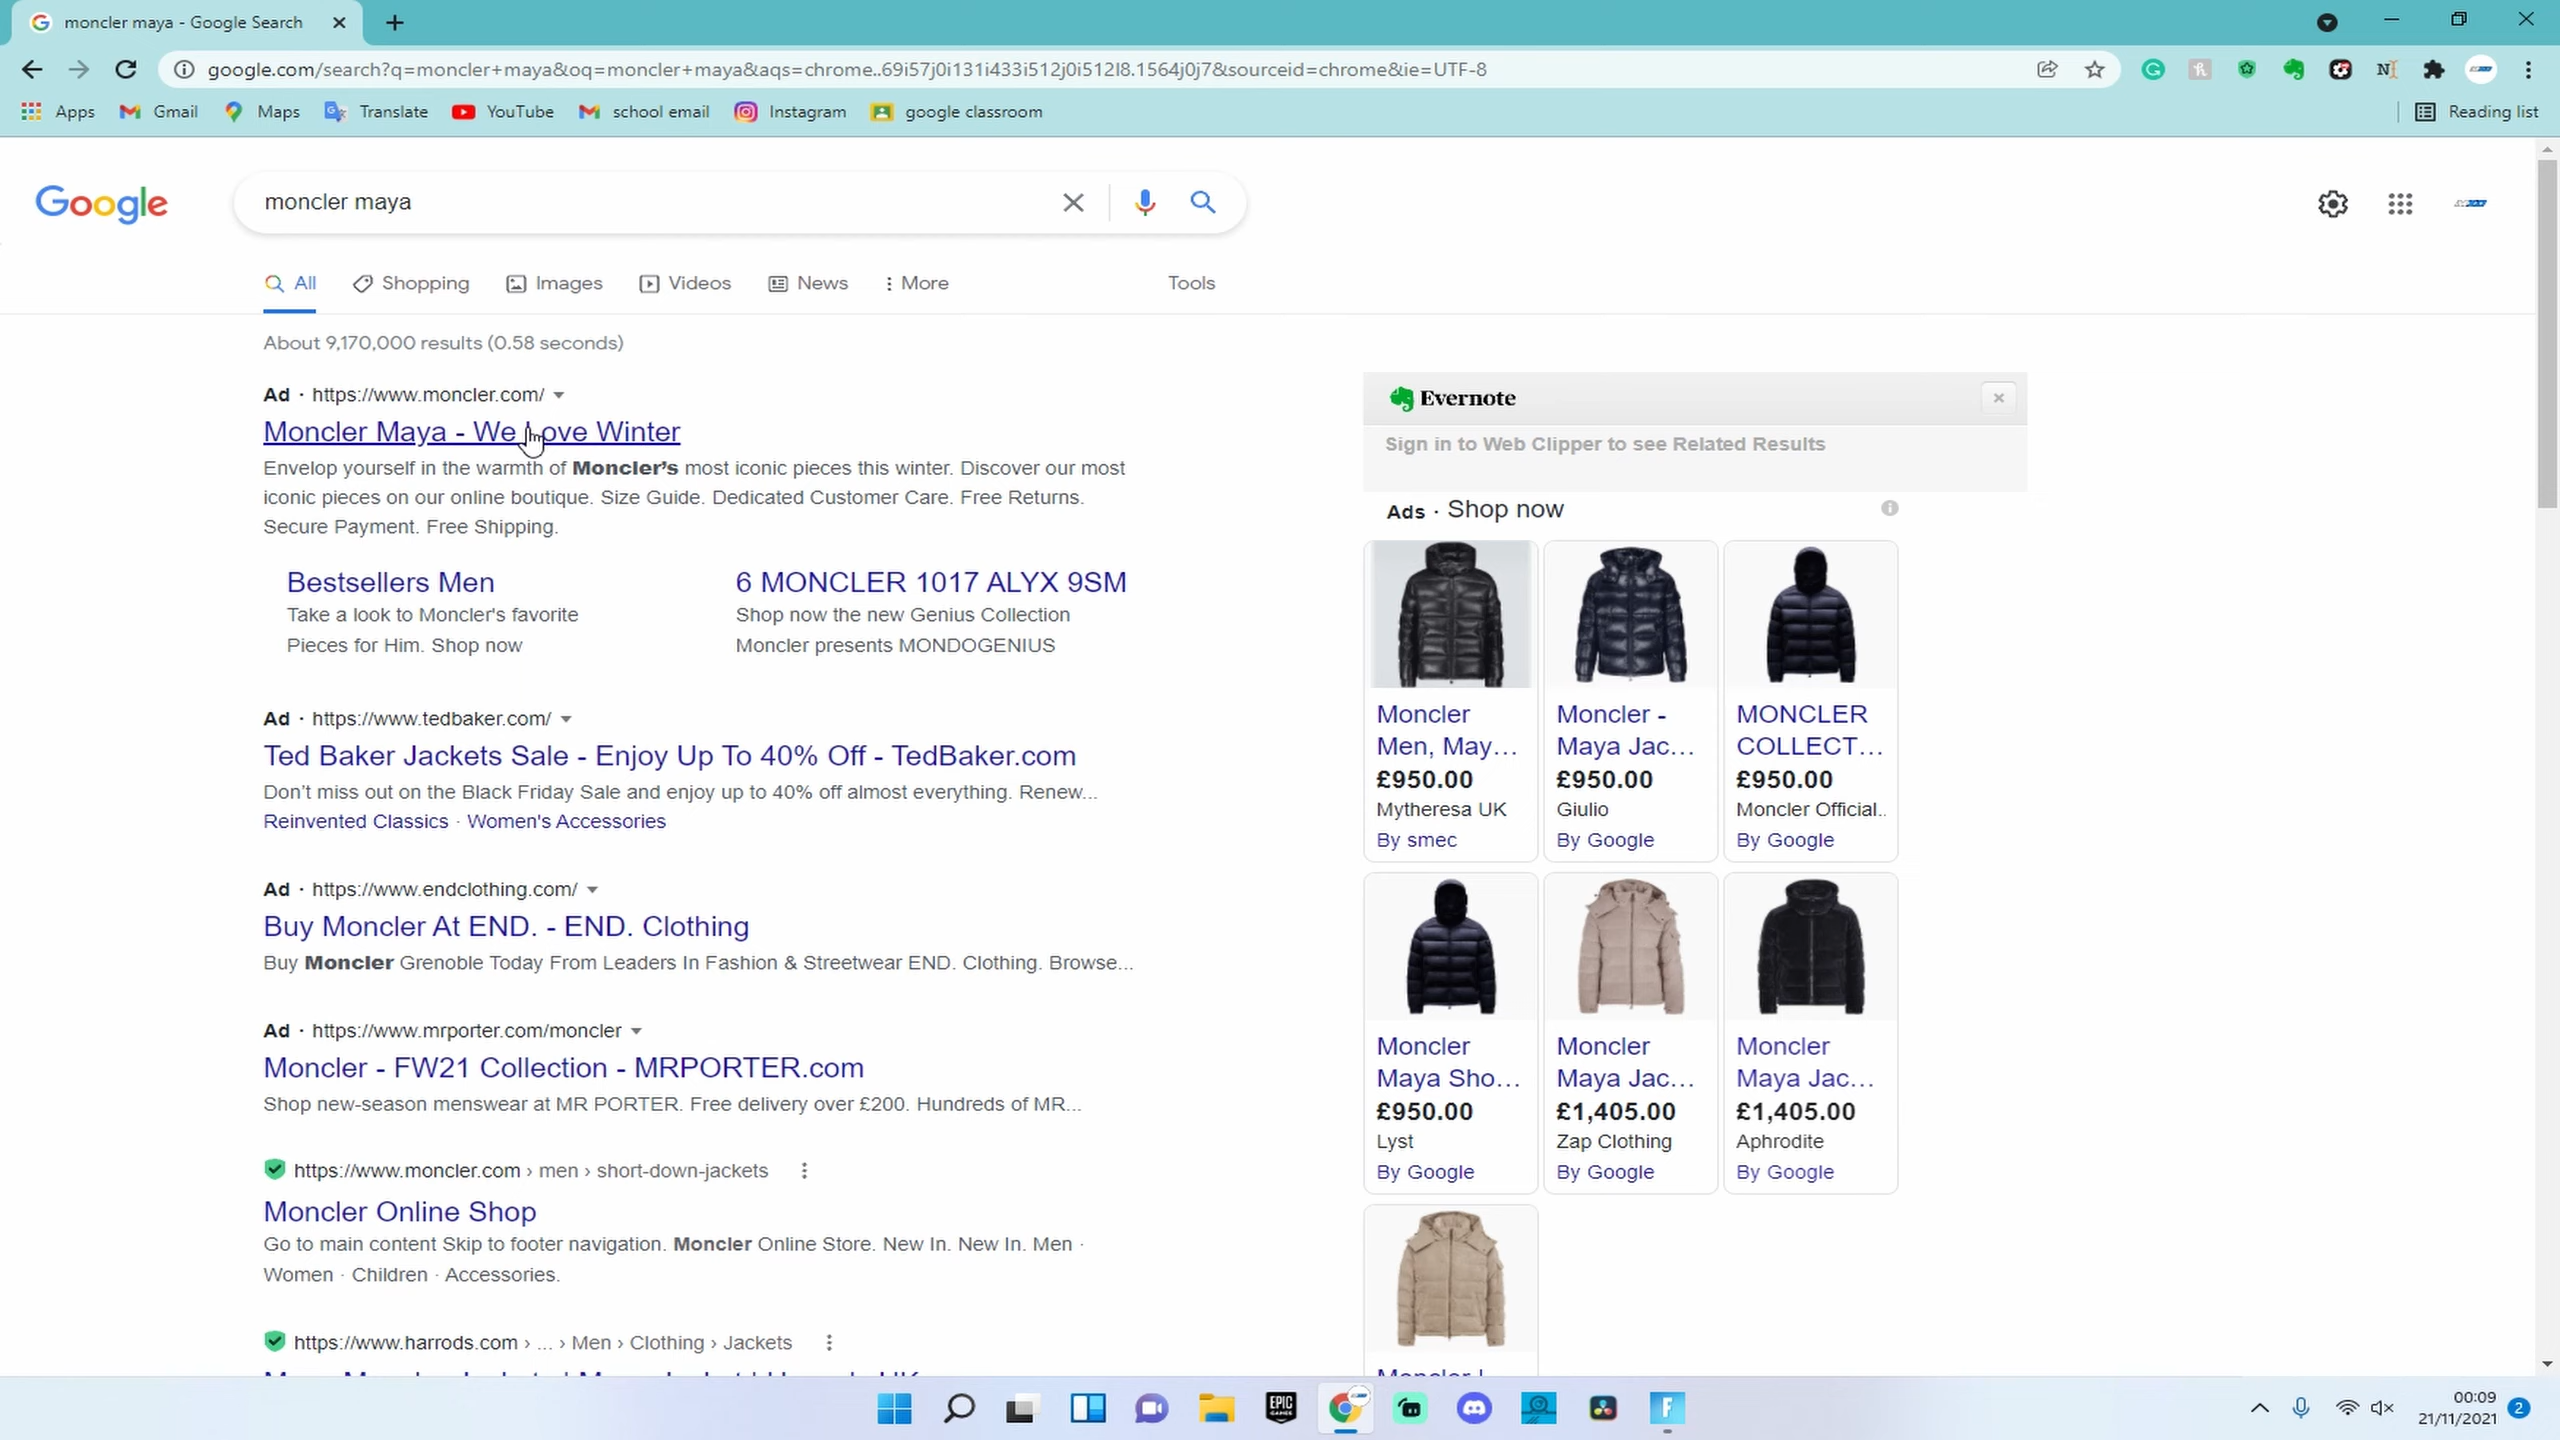 moncler maya - Google Search
google.com/search?q=moncler+maya&oq=moncler+maya&aqs=chrome..69i57j0i131i433i512j0i512l8.1564j0j7&sourceid=chrome&ie=UTF-8
Apps Gmail Maps Translate YouTube school email Instagram google classroom Reading list
Google
moncler maya
All Shopping Images Videos News More Tools
About 9,170,000 results (0.58 seconds)
Ad · https://www.moncler.com/
Moncler Maya - We Love Winter
Envelop yourself in the warmth of Moncler’s most iconic pieces this winter. Discover our most
iconic pieces on our online boutique. Size Guide. Dedicated Customer Care. Free Returns.
Secure Payment. Free Shipping.
Bestsellers Men
Take a look to Moncler's favorite
Pieces for Him. Shop now
6 MONCLER 1017 ALYX 9SM
Shop now the new Genius Collection
Moncler presents MONDOGENIUS
Ad · https://www.tedbaker.com/
Ted Baker Jackets Sale - Enjoy Up To 40% Off - TedBaker.com
Don’t miss out on the Black Friday Sale and enjoy up to 40% off almost everything. Renew...
Reinvented Classics · Women's Accessories
Ad · https://www.endclothing.com/
Buy Moncler At END. - END. Clothing
Buy Moncler Grenoble Today From Leaders In Fashion & Streetwear END. Clothing. Browse...
Ad · https://www.mrporter.com/moncler
Moncler - FW21 Collection - MRPORTER.com
Shop new-season menswear at MR PORTER. Free delivery over £200. Hundreds of MR...
https://www.moncler.com › men › short-down-jackets
Moncler Online Shop
Go to main content Skip to footer navigation. Moncler Online Store. New In. New In. Men ·
Women · Children · Accessories.
https://www.harrods.com › ... › Men › Clothing › Jackets
Evernote
Sign in to Web Clipper to see Related Results
Ads · Shop now
Moncler
Men, May...
£950.00
Mytheresa UK
By smec
Moncler -
Maya Jac...
£950.00
Giulio
By Google
MONCLER
COLLECT...
£950.00
Moncler Official..
By Google
Moncler
Maya Sho...
£950.00
Lyst
By Google
Moncler
Maya Jac...
£1,405.00
Zap Clothing
By Google
Moncler
Maya Jac...
£1,405.00
Aphrodite
By Google
Moncler |
EPIC GAMES
00:09
21/11/2021
2